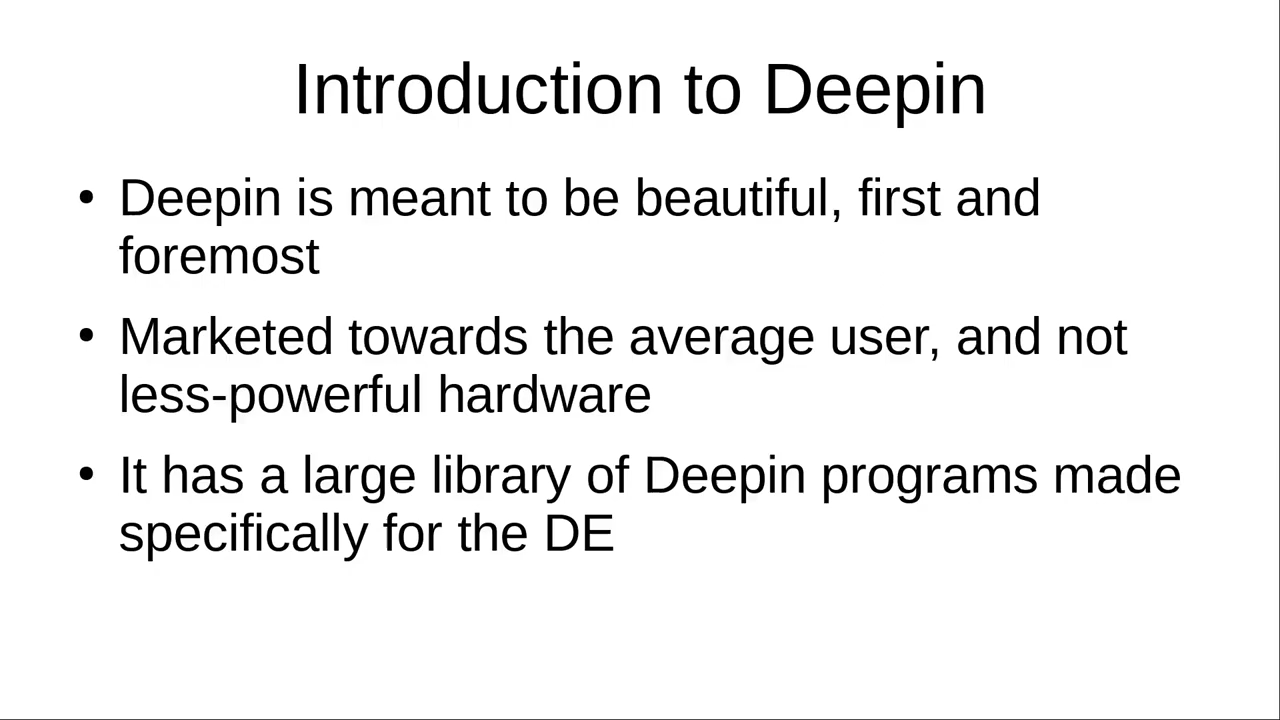 Introduction to Deepin
• Deepin is meant to be beautiful, first and
foremost
• Marketed towards the average user, and not
less-powerful hardware
• It has a large library of Deepin programs made
specifically for the DE